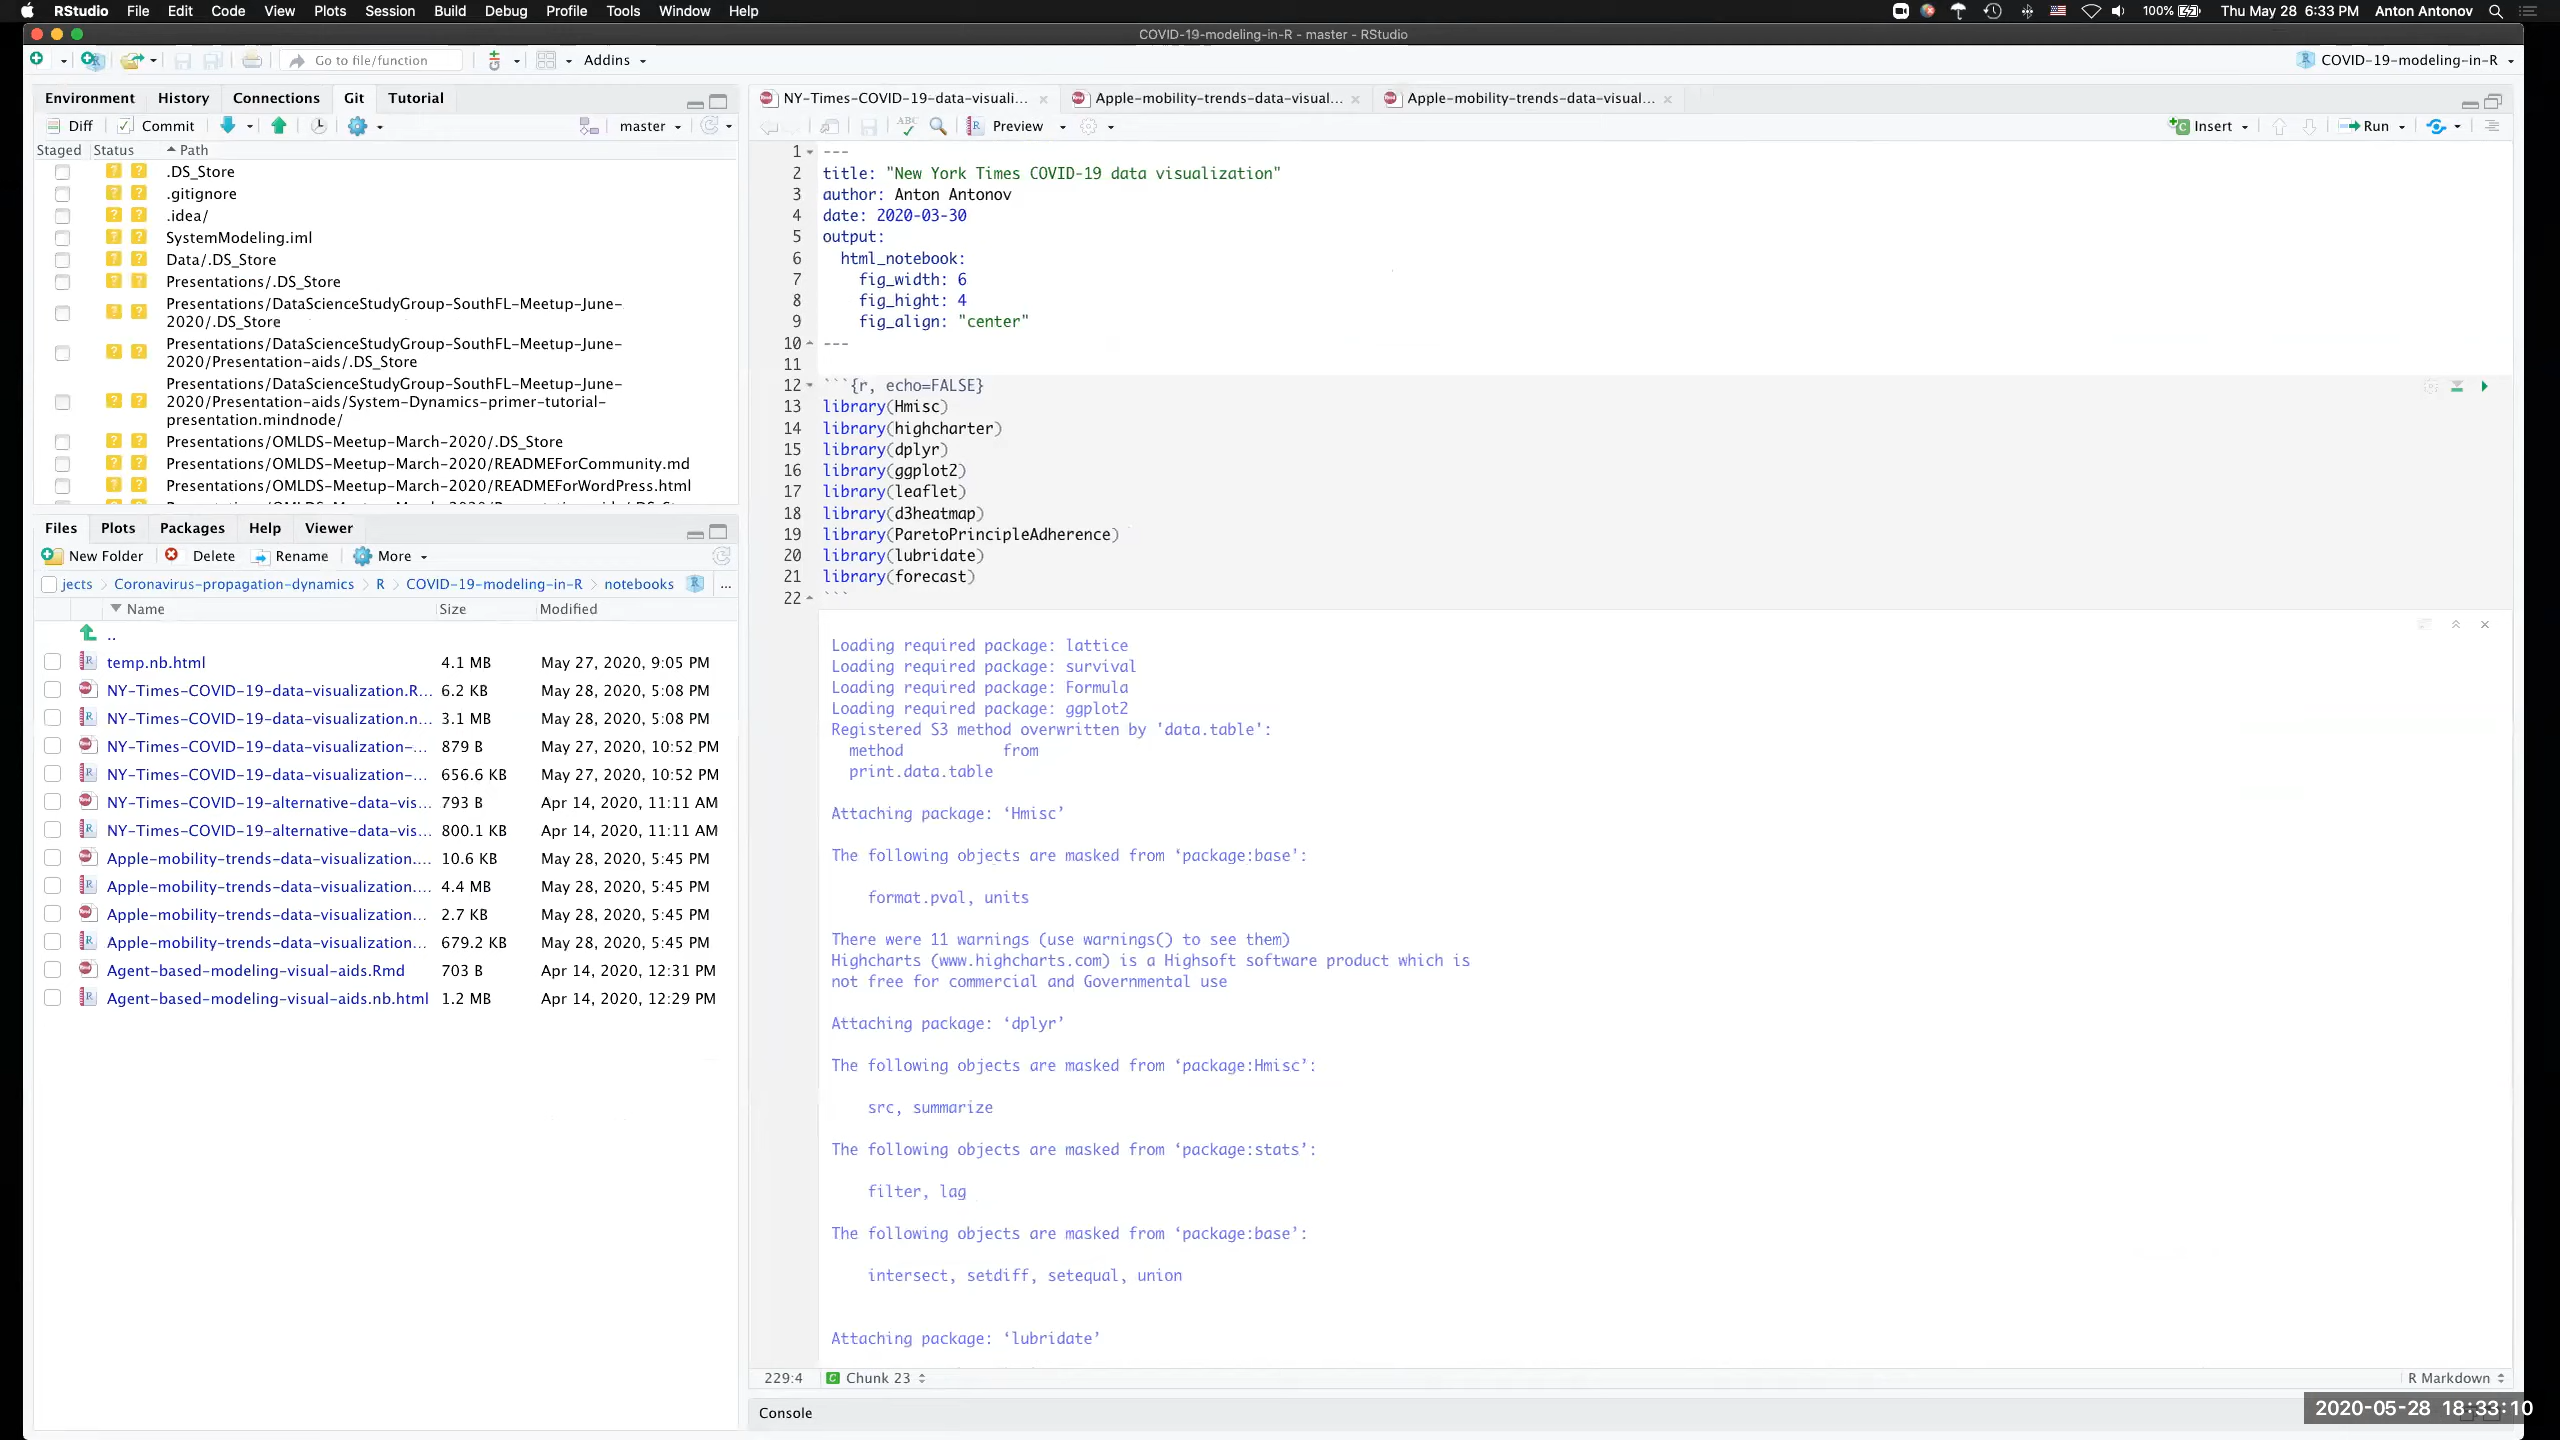 RStudio File Edit Code View Plots Session Build Debug Profile Tools Window Help 100% Thu May 28 6:33 PM Anton Antonov
COVID-19-modeling-in-R - master - RStudio
Go to file/function Addins COVID-19-modeling-in-R
Environment History Connections Git Tutorial
Diff Commit master
Staged Status Path
.DS_Store
.gitignore
.idea/
SystemModeling.iml
Data/.DS_Store
Presentations/.DS_Store
Presentations/DataScienceStudyGroup-SouthFL-Meetup-June-
2020/.DS_Store
Presentations/DataScienceStudyGroup-SouthFL-Meetup-June-
2020/Presentation-aids/.DS_Store
Presentations/DataScienceStudyGroup-SouthFL-Meetup-June-
2020/Presentation-aids/System-Dynamics-primer-tutorial-
presentation.mindnode/
Presentations/OMLDS-Meetup-March-2020/.DS_Store
Presentations/OMLDS-Meetup-March-2020/READMEForCommunity.md
Presentations/OMLDS-Meetup-March-2020/READMEForWordPress.html
Files Plots Packages Help Viewer
New Folder Delete Rename More
jects Coronavirus-propagation-dynamics R COVID-19-modeling-in-R notebooks ...
Name Size Modified
..
temp.nb.html 4.1 MB May 27, 2020, 9:05 PM
NY-Times-COVID-19-data-visualization.R... 6.2 KB May 28, 2020, 5:08 PM
NY-Times-COVID-19-data-visualization.n... 3.1 MB May 28, 2020, 5:08 PM
NY-Times-COVID-19-data-visualization-... 879 B May 27, 2020, 10:52 PM
NY-Times-COVID-19-data-visualization-... 656.6 KB May 27, 2020, 10:52 PM
NY-Times-COVID-19-alternative-data-vis... 793 B Apr 14, 2020, 11:11 AM
NY-Times-COVID-19-alternative-data-vis... 800.1 KB Apr 14, 2020, 11:11 AM
Apple-mobility-trends-data-visualization.... 10.6 KB May 28, 2020, 5:45 PM
Apple-mobility-trends-data-visualization.... 4.4 MB May 28, 2020, 5:45 PM
Apple-mobility-trends-data-visualization... 2.7 KB May 28, 2020, 5:45 PM
Apple-mobility-trends-data-visualization... 679.2 KB May 28, 2020, 5:45 PM
Agent-based-modeling-visual-aids.Rmd 703 B Apr 14, 2020, 12:31 PM
Agent-based-modeling-visual-aids.nb.html 1.2 MB Apr 14, 2020, 12:29 PM
NY-Times-COVID-19-data-visuali... Apple-mobility-trends-data-visual... Apple-mobility-trends-data-visual...
ABC Preview Insert Run
1 ---
2 title: "New York Times COVID-19 data visualization"
3 author: Anton Antonov
4 date: 2020-03-30
5 output:
6 html_notebook:
7 fig_width: 6
8 fig_hight: 4
9 fig_align: "center"
10 ---
11
12 ```{r, echo=FALSE}
13 library(Hmisc)
14 library(highcharter)
15 library(dplyr)
16 library(ggplot2)
17 library(leaflet)
18 library(d3heatmap)
19 library(ParetoPrincipleAdherence)
20 library(lubridate)
21 library(forecast)
22 ```
Loading required package: lattice
Loading required package: survival
Loading required package: Formula
Loading required package: ggplot2
Registered S3 method overwritten by 'data.table':
method from
print.data.table
Attaching package: ‘Hmisc’
The following objects are masked from ‘package:base’:
format.pval, units
There were 11 warnings (use warnings() to see them)
Highcharts (www.highcharts.com) is a Highsoft software product which is
not free for commercial and Governmental use
Attaching package: ‘dplyr’
The following objects are masked from ‘package:Hmisc’:
src, summarize
The following objects are masked from ‘package:stats’:
filter, lag
The following objects are masked from ‘package:base’:
intersect, setdiff, setequal, union
Attaching package: ‘lubridate’
229:4 Chunk 23 R Markdown
Console
2020-05-28 18:33:10